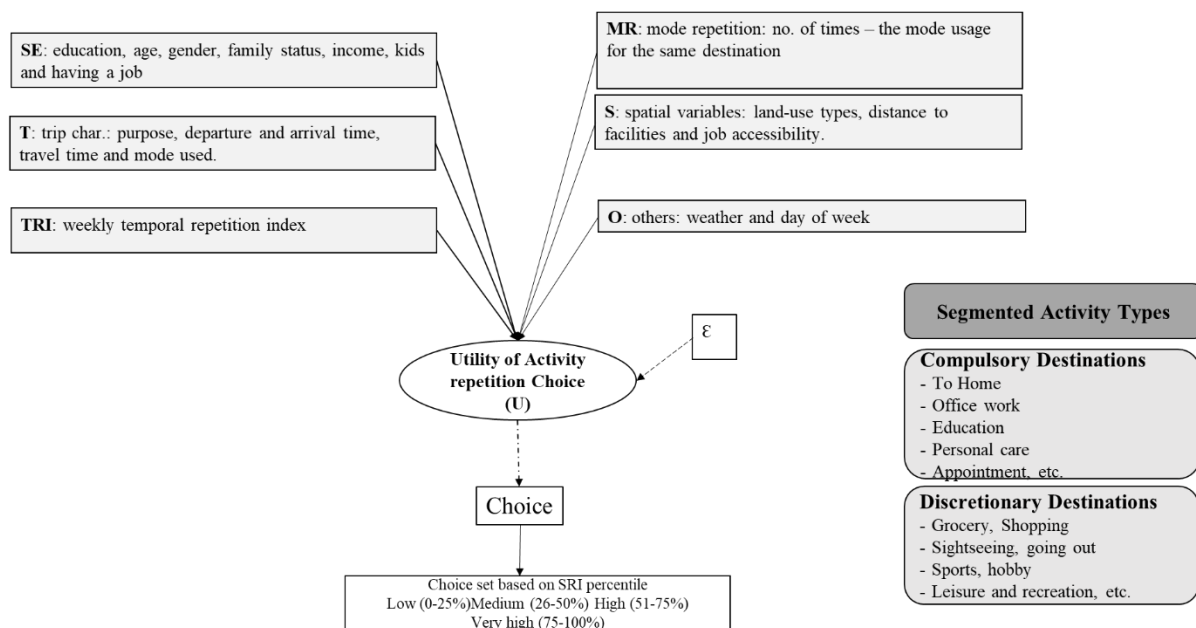 SE: education, age, gender, family status, income, kids
and having a job
T: trip char.: purpose, departure and arrival time,
travel time and mode used.
TRI: weekly temporal repetition index
MR: mode repetition: no. of times – the mode usage
for the same destination
S: spatial variables: land-use types, distance to
facilities and job accessibility.
O: others: weather and day of week
Utility of Activity
repetition Choice
(U)
ε
Choice
Choice set based on SRI percentile
Low (0-25%)Medium (26-50%) High (51-75%)
Very high (75-100%)
Segmented Activity Types
Compulsory Destinations
- To Home
- Office work
- Education
- Personal care
- Appointment, etc.
Discretionary Destinations
- Grocery, Shopping
- Sightseeing, going out
- Sports, hobby
- Leisure and recreation, etc.